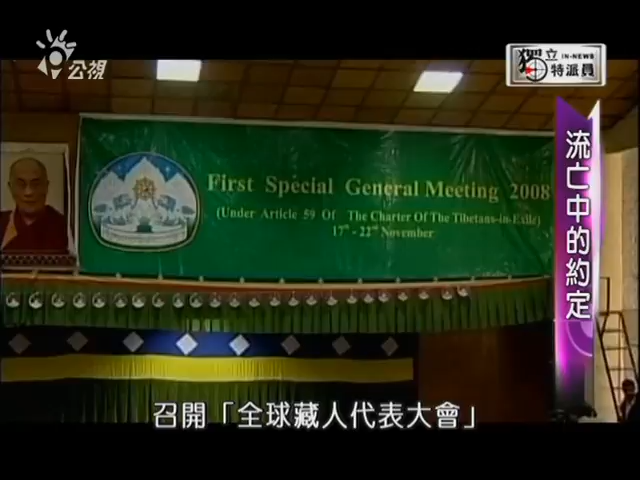 公視
獨立特派員
IN-NEWS
流亡中的約定
First Special General Meeting 2008
(Under Article 59 Of The Charter Of The Tibetans-in-Exile)
17th - 22nd November
召開「全球藏人代表大會」